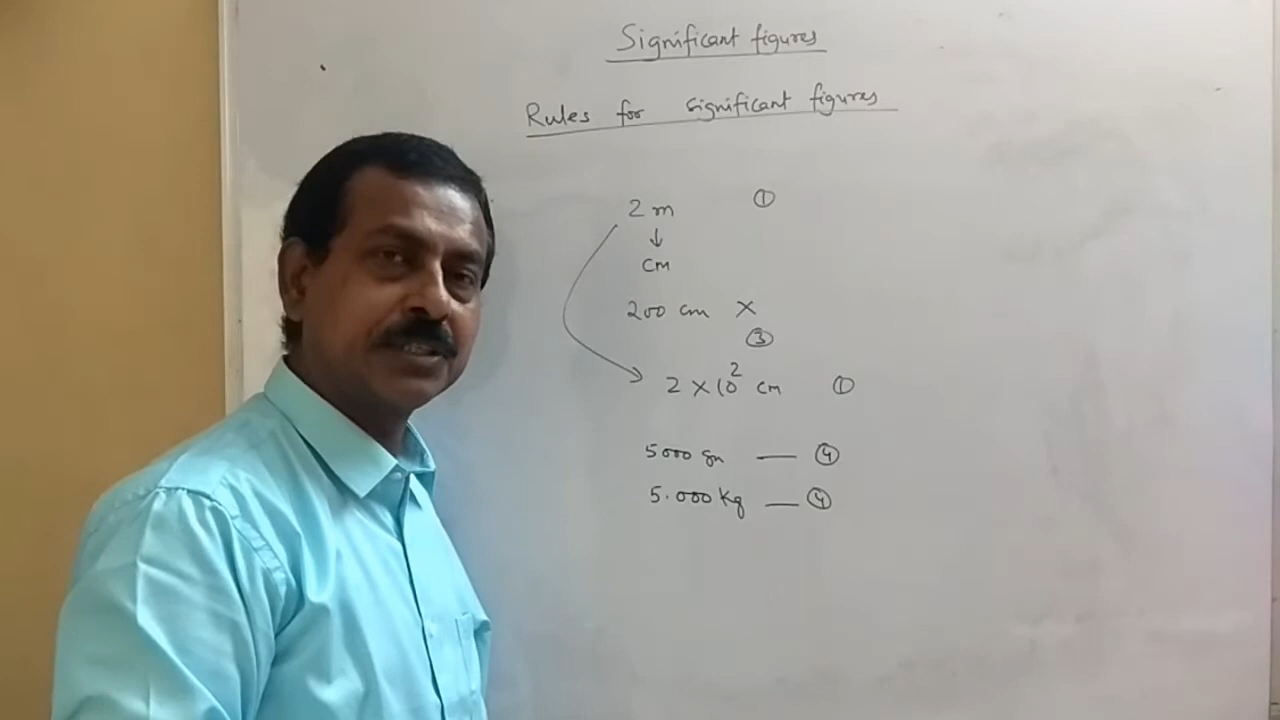 Significant figures
Rules for significant figures
2 m ①
↓
cm
200 cm ×
③
2 × 10² cm ①
5000 gm — ④
5.000 Kg — ④